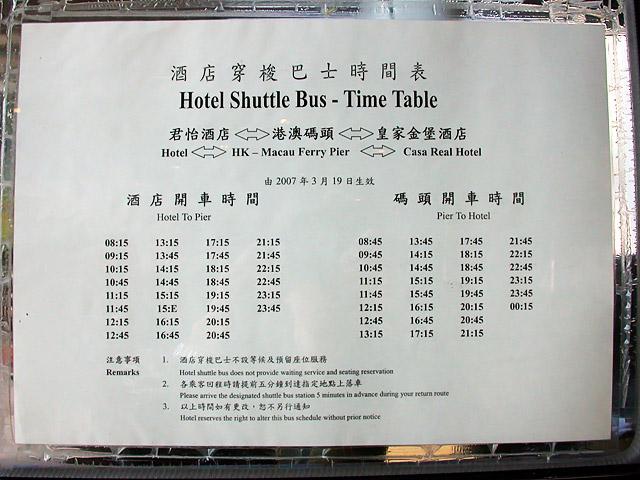 酒店穿梭巴士時間表
Hotel Shuttle Bus - Time Table
君怡酒店⇔港澳碼頭⇔皇家金堡酒店
Hotel ⇔ HK – Macau Ferry Pier ⇔ Casa Real Hotel
由 2007 年 3 月 19 日生效
酒店開車時間 碼頭開車時間
Hotel To Pier Pier To Hotel
08:15 13:15 17:15 21:15 08:45 13:45 17:45 21:45
09:15 13:45 17:45 21:45 09:45 14:15 18:15 22:15
10:15 14:15 18:15 22:15 10:45 14:45 18:45 22:45
10:45 14:45 18:45 22:45 11:15 15:15 19:15 23:15
11:15 15:15 19:15 23:15 11:45 15:45 19:45 23:45
11:45 15:E 19:45 23:45 12:15 16:15 20:15 00:15
12:15 16:15 20:15 12:45 16:45 20:45
12:45 16:45 20:45 13:15 17:15 21:15
注意事項 1. 酒店穿梭巴士不設等候及預留座位服務
Remarks Hotel shuttle bus does not provide waiting service and seating reservation
2. 各乘客回程時請提前五分鐘到達指定地點上落車
Please arrive the designated shuttle bus station 5 minutes in advance during your return route
3. 以上時間如有更改，恕不另行通知
Hotel reserves the right to alter this bus schedule without prior notice